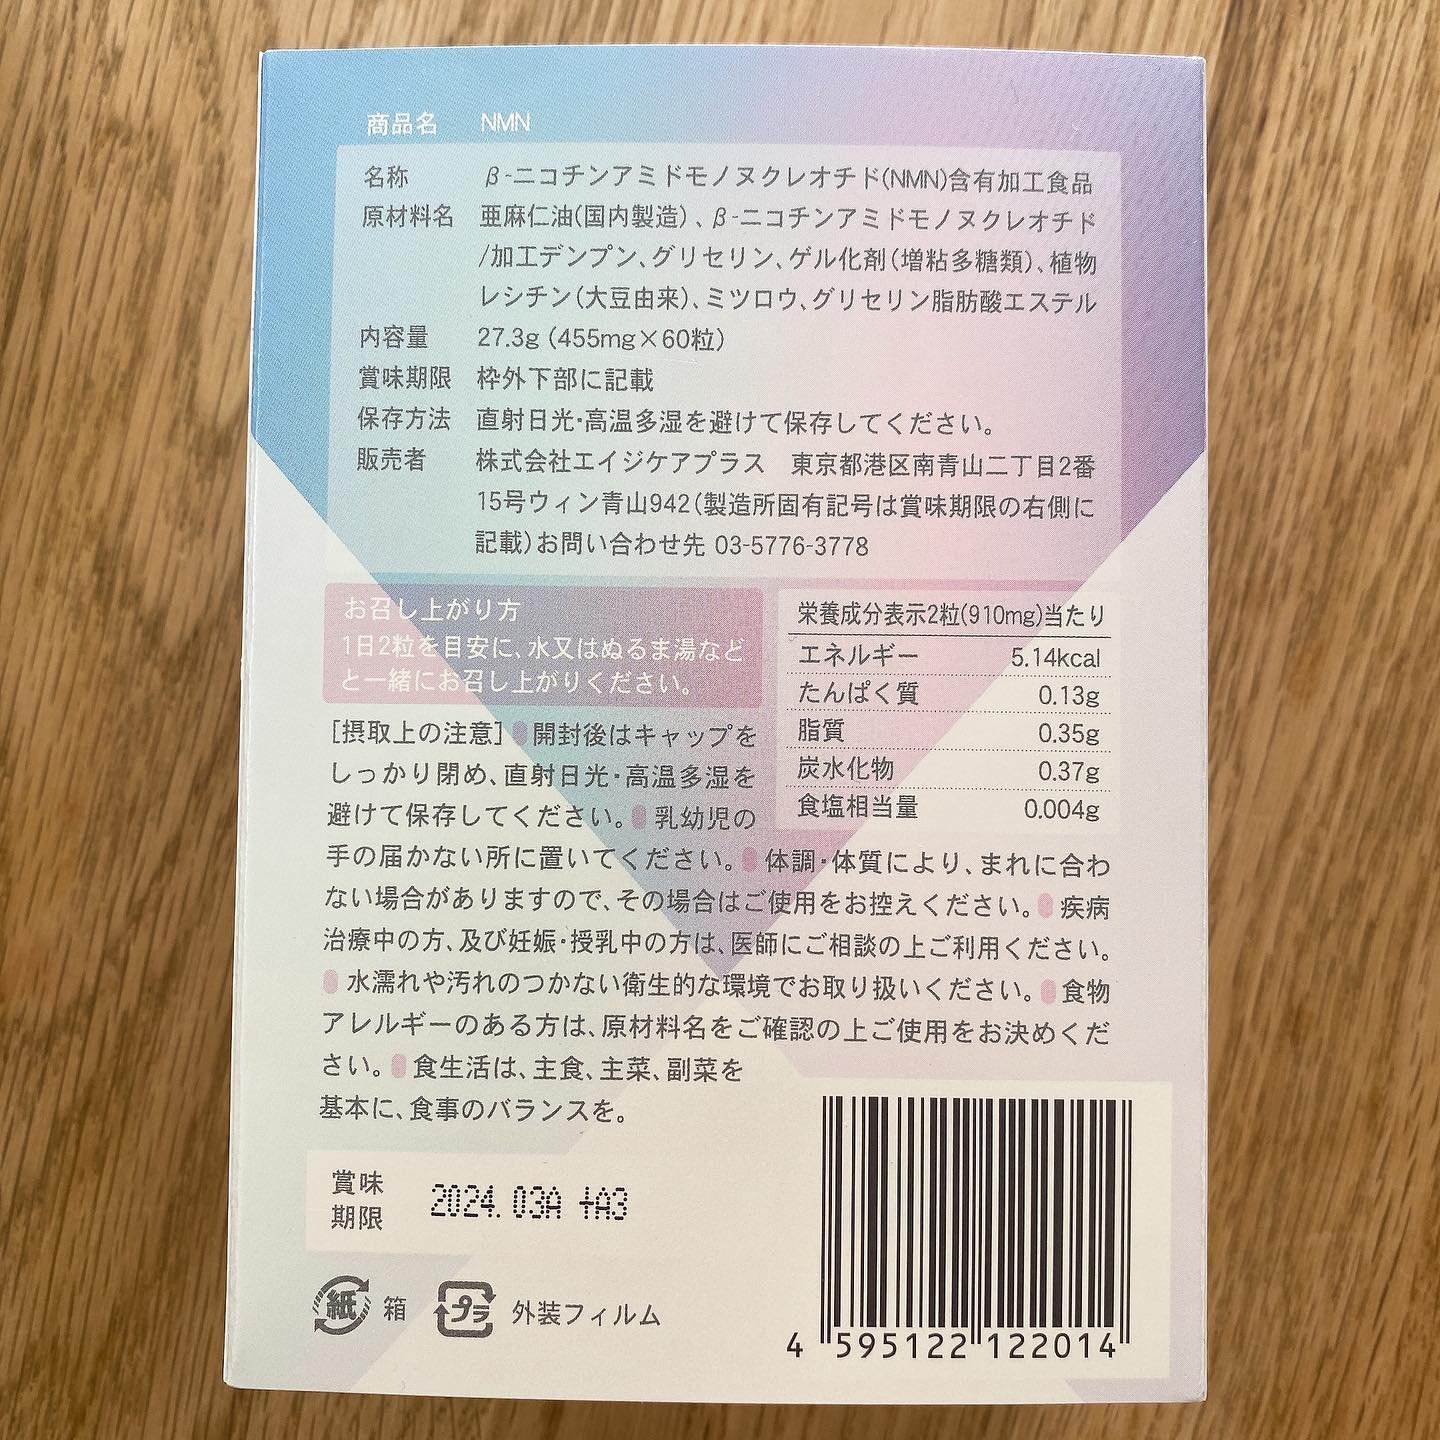 商品名 NMN
名称 β-ニコチンアミドモノヌクレオチド(NMN)含有加工食品
原材料名 亜麻仁油(国内製造)、β-ニコチンアミドモノヌクレオチド
/加工デンプン、グリセリン、ゲル化剤(増粘多糖類)、植物
レシチン(大豆由来)、ミツロウ、グリセリン脂肪酸エステル
内容量 27.3g (455mg×60粒)
賞味期限 枠外下部に記載
保存方法 直射日光・高温多湿を避けて保存してください。
販売者 株式会社エイジケアプラス 東京都港区南青山二丁目2番
15号ウィン青山942(製造所固有記号は賞味期限の右側に
記載)お問い合わせ先 03-5776-3778
お召し上がり方
1日2粒を目安に、水又はぬるま湯など
と一緒にお召し上がりください。
栄養成分表示2粒(910mg)当たり
エネルギー 5.14kcal
たんぱく質 0.13g
脂質 0.35g
炭水化物 0.37g
食塩相当量 0.004g
[摂取上の注意] 開封後はキャップを
しっかり閉め、直射日光・高温多湿を
避けて保存してください。 乳幼児の
手の届かない所に置いてください。 体調・体質により、まれに合わ
ない場合がありますので、その場合はご使用をお控えください。 疾病
治療中の方、及び妊娠・授乳中の方は、医師にご相談の上ご利用ください。
水濡れや汚れのつかない衛生的な環境でお取り扱いください。 食物
アレルギーのある方は、原材料名をご確認の上ご使用をお決めくだ
さい。 食生活は、主食、主菜、副菜を
基本に、食事のバランスを。
賞味
期限
2024.03A +A3
紙 箱 プラ 外装フィルム
4 595122 122014